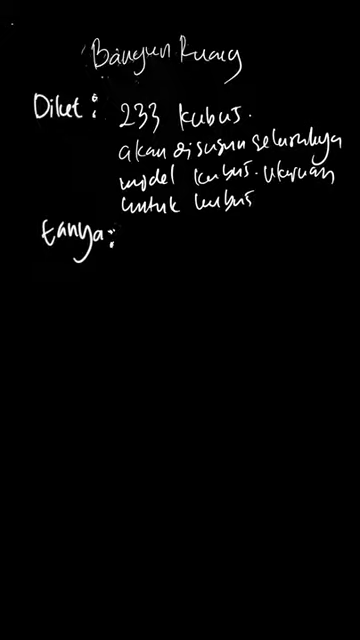 Bangun Ruang
Diket : 233 kubus.
akan disusun seluruhnya
model kubus. ukuran
untuk kubus
tanya :